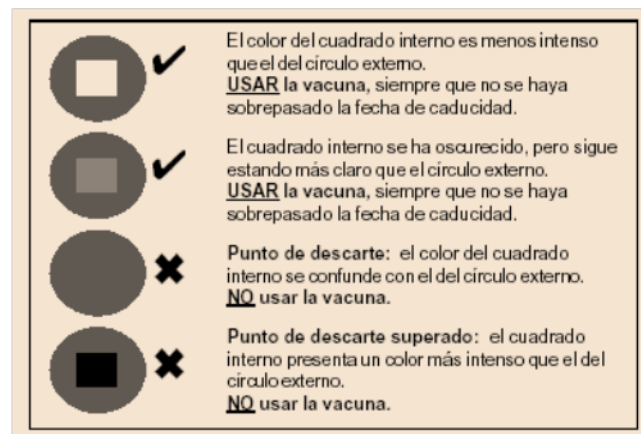 El color del cuadrado interno es menos intenso
que el del círculo externo.
USAR la vacuna, siempre que no se haya
sobrepasado la fecha de caducidad.
El cuadrado interno se ha oscurecido, pero sigue
estando más claro que el círculo externo.
USAR la vacuna, siempre que no se haya
sobrepasado la fecha de caducidad.
Punto de descarte: el color del cuadrado
interno se confunde con el del círculo externo.
NO usar la vacuna.
Punto de descarte superado: el cuadrado
interno presenta un color más intenso que el del
círculo externo.
NO usar la vacuna.